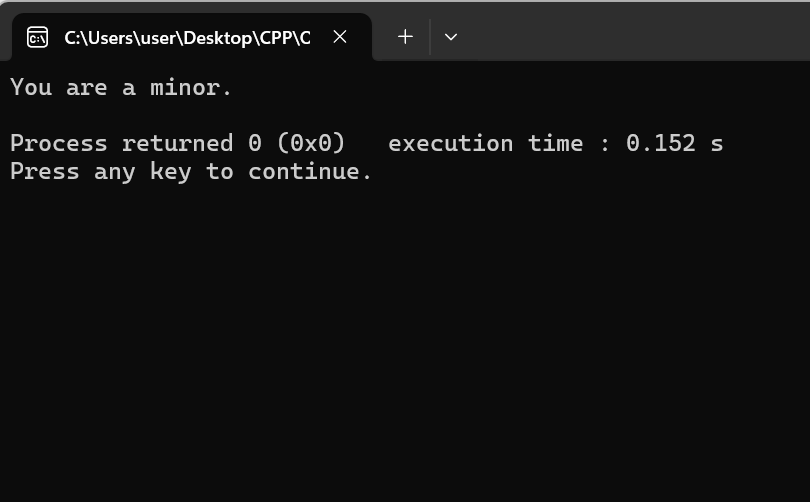 C:\Users\user\Desktop\CPP\C
You are a minor.
Process returned 0 (0x0)   execution time : 0.152 s
Press any key to continue.